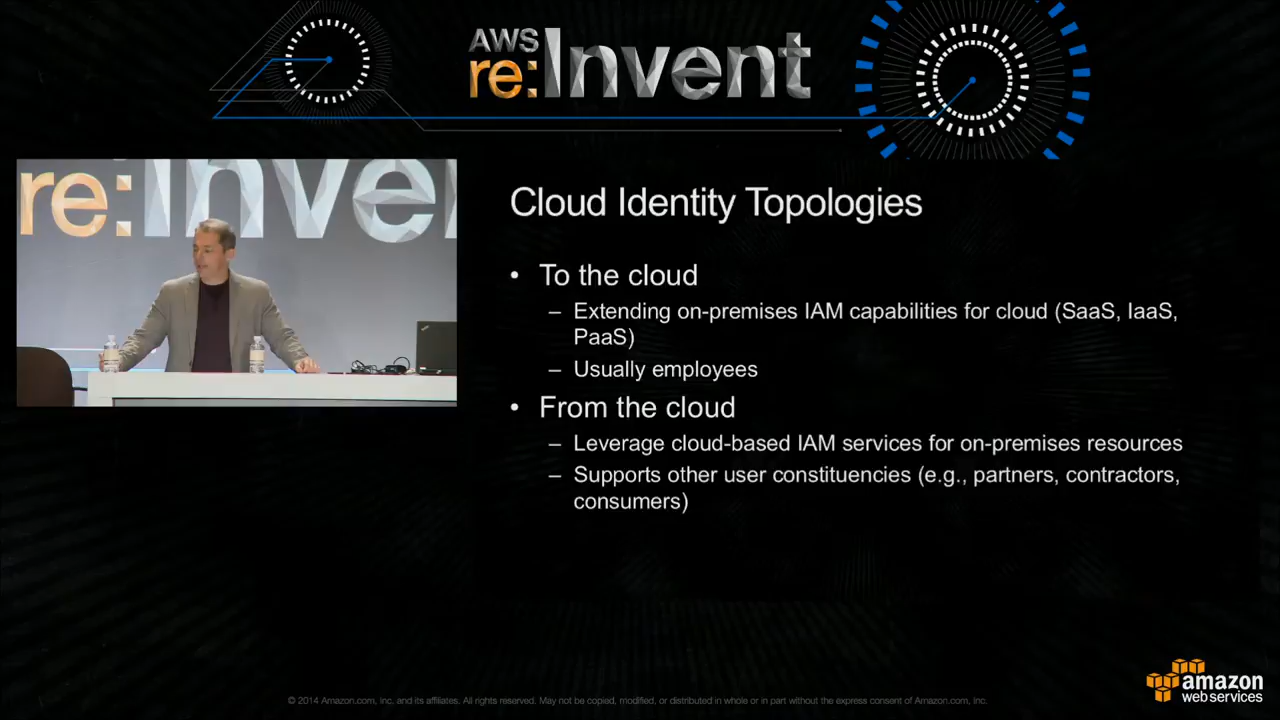 AWS
re:Invent
re:Inve
Cloud Identity Topologies
• To the cloud
– Extending on-premises IAM capabilities for cloud (SaaS, IaaS,
PaaS)
– Usually employees
• From the cloud
– Leverage cloud-based IAM services for on-premises resources
– Supports other user constituencies (e.g., partners, contractors,
consumers)
amazon
web services
© 2014 Amazon.com, Inc. and its affiliates. All rights reserved. May not be copied, modified, or distributed in whole or in part without the express consent of Amazon.com, Inc.